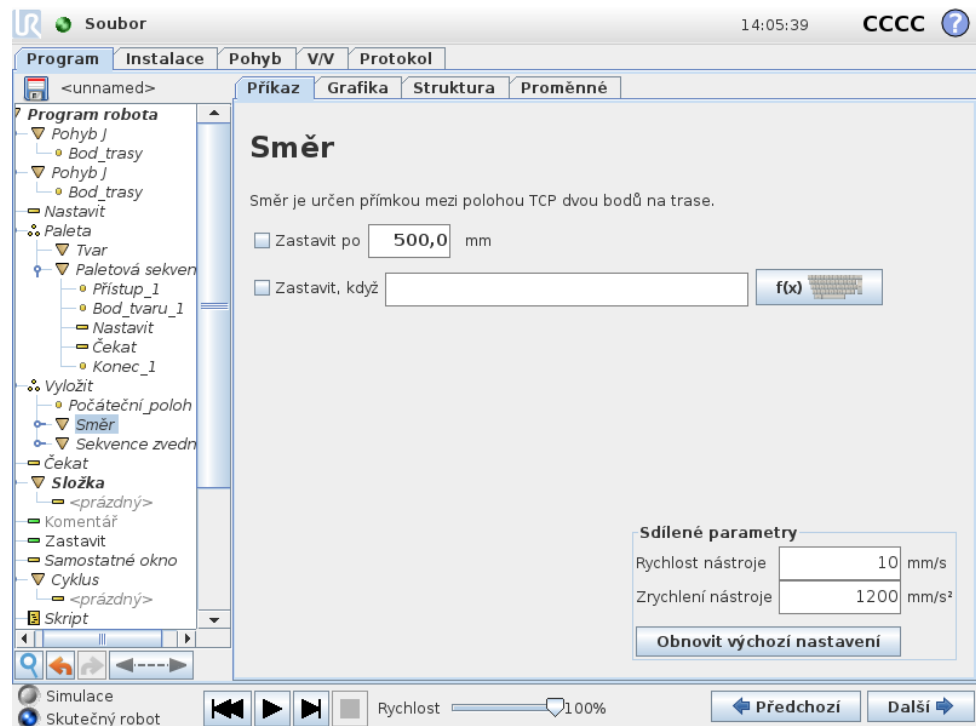 Soubor 14:05:39 CCCC ?
Program Instalace Pohyb V/V Protokol
<unnamed> Příkaz Grafika Struktura Proměnné
Program robota
Pohyb J
Bod_trasy
Pohyb J
Bod_trasy
Nastavit
Paleta
Tvar
Paletová sekven
Přístup_1
Bod_tvaru_1
Nastavit
Čekat
Konec_1
Vyložit
Počáteční_poloh
Směr
Sekvence zvedn
Čekat
Složka
<prázdný>
Komentář
Zastavit
Samostatné okno
Cyklus
<prázdný>
Skript
Směr
Směr je určen přímkou mezi polohou TCP dvou bodů na trase.
Zastavit po 500,0 mm
Zastavit, když f(x)
Sdílené parametry
Rychlost nástroje 10 mm/s
Zrychlení nástroje 1200 mm/s²
Obnovit výchozí nastavení
Simulace
Skutečný robot
Rychlost 100%
Předchozí Další